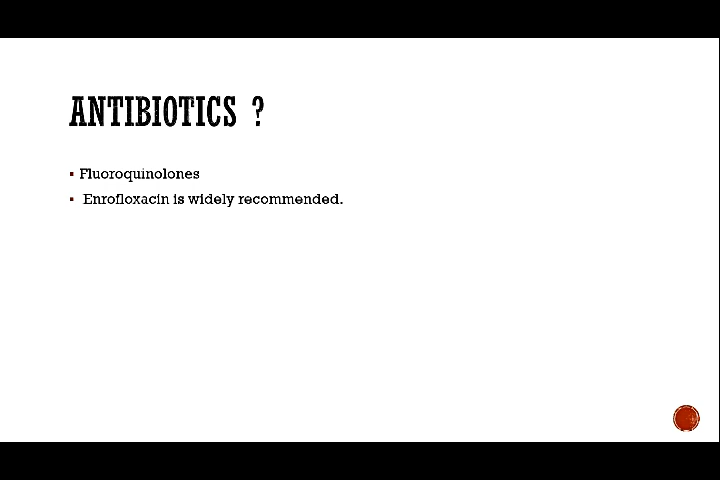 ANTIBIOTICS ?
Fluoroquinolones
Enrofloxacin is widely recommended.